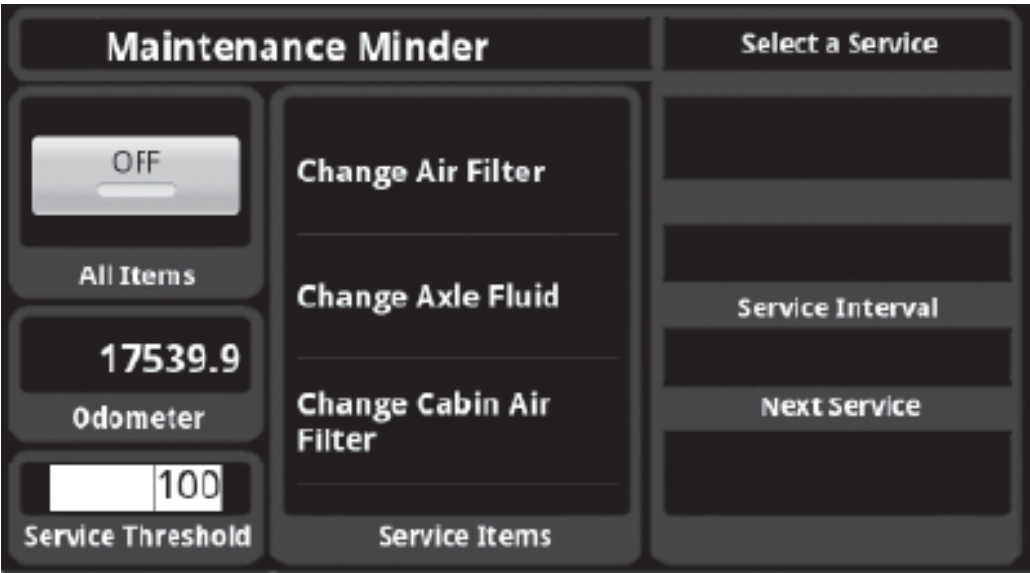 Maintenance Minder
Select a Service
OFF
All Items
17539.9
Odometer
100
Service Threshold
Change Air Filter
Change Axle Fluid
Change Cabin Air
Filter
Service Items
Service Interval
Next Service